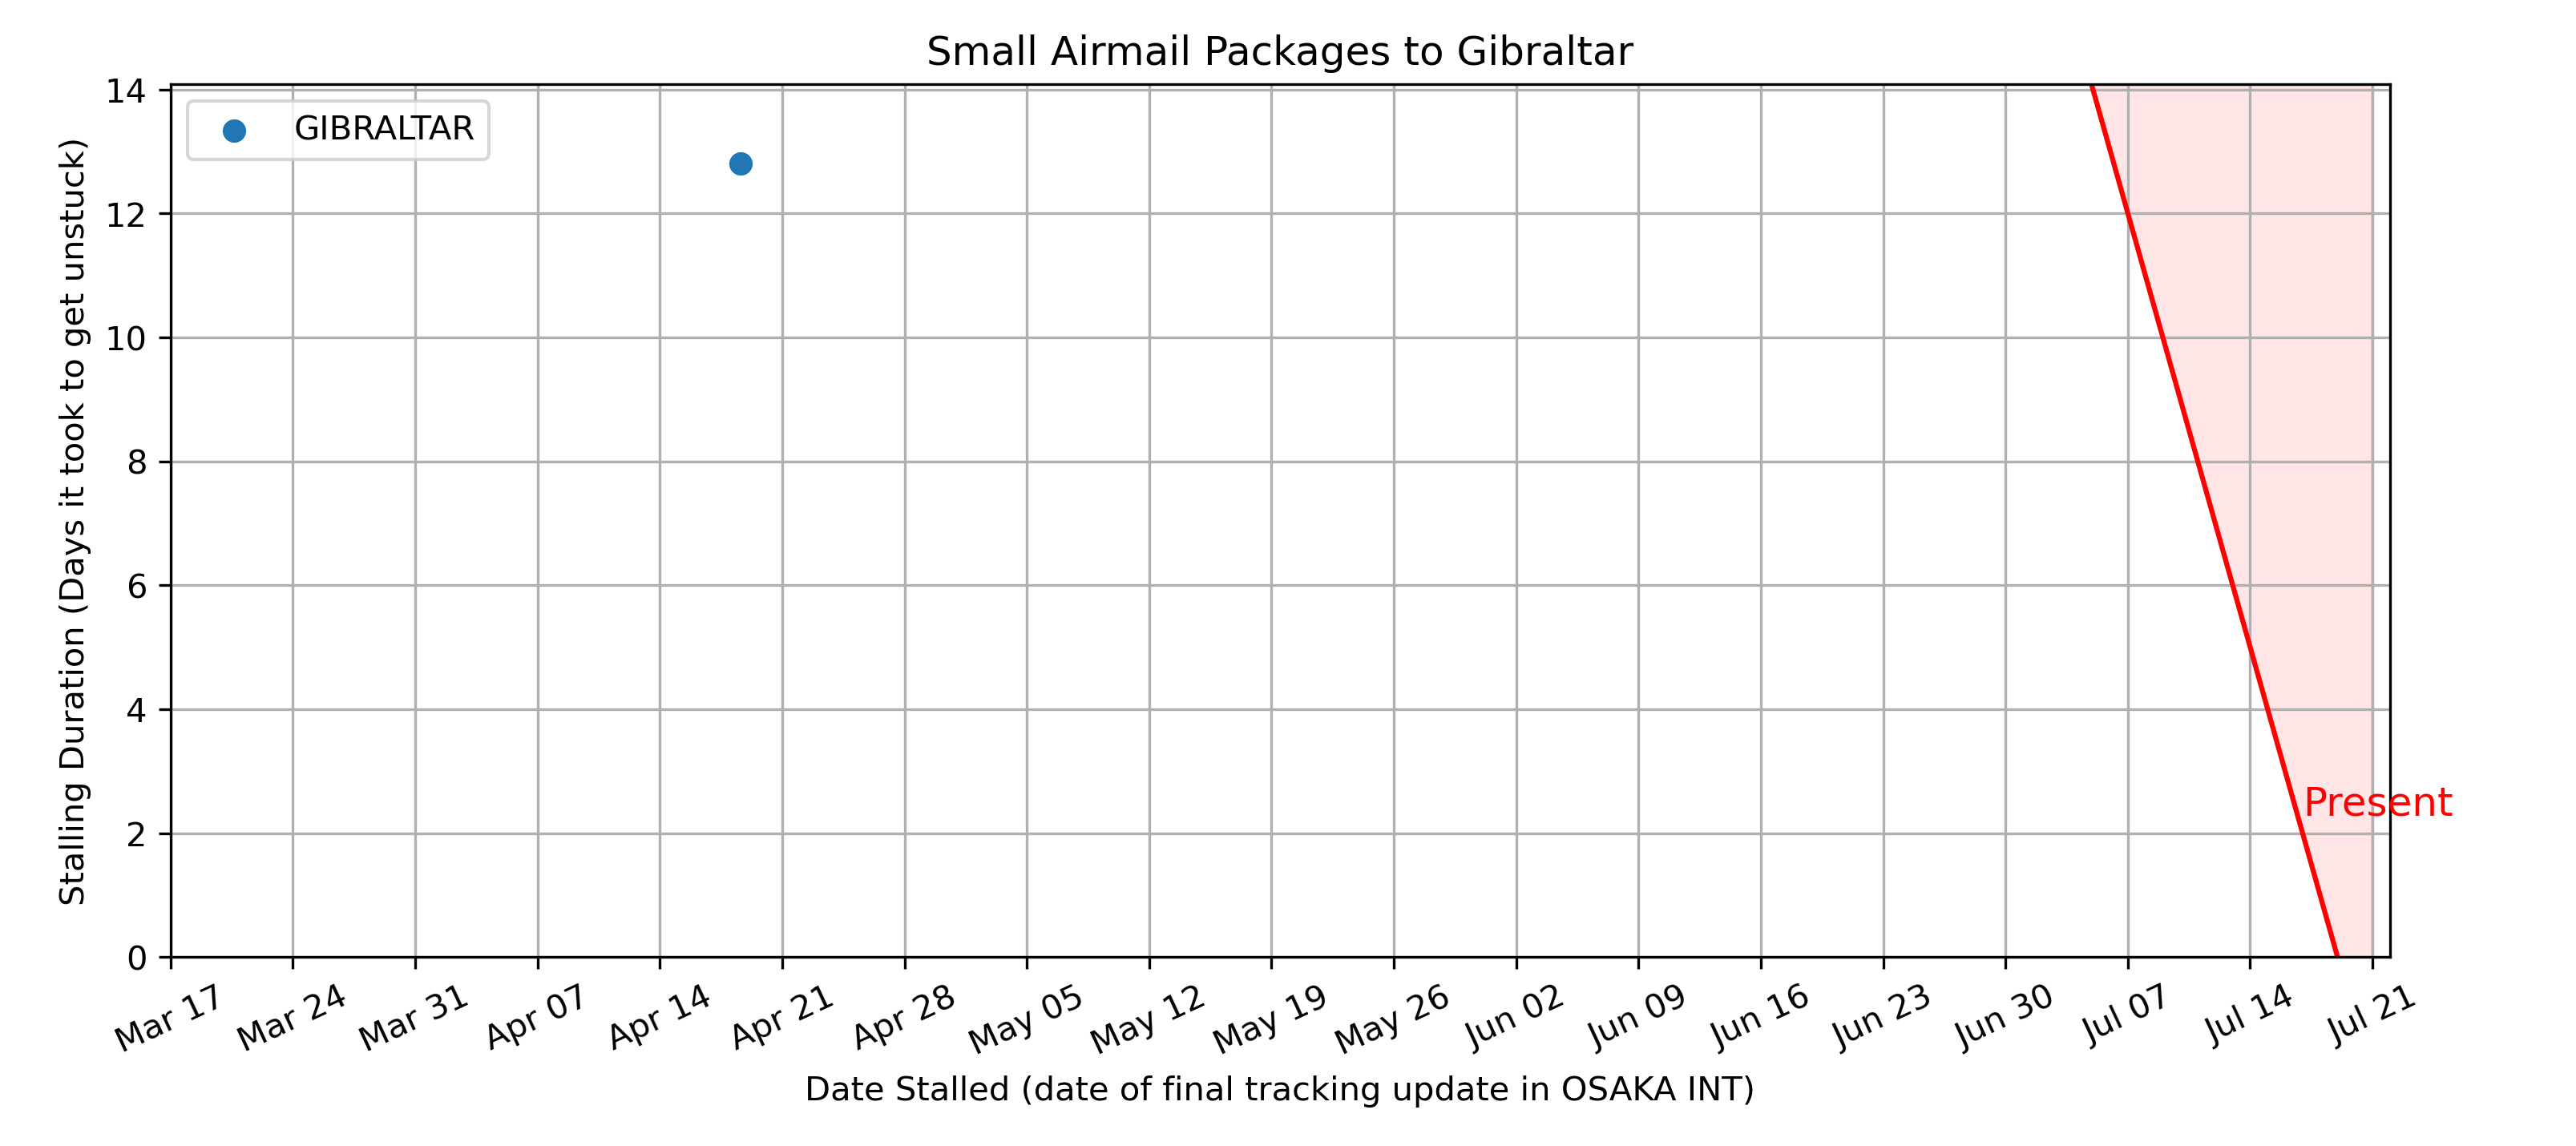 Small Airmail Packages to Gibraltar
GIBRALTAR
Stalling Duration (Days it took to get unstuck)
14
12
10
8
6
4
2
0
Present
Mar 17
Mar 24
Mar 31
Apr 07
Apr 14
Apr 21
Apr 28
May 05
May 12
May 19
May 26
Jun 02
Jun 09
Jun 16
Jun 23
Jun 30
Jul 07
Jul 14
Jul 21
Date Stalled (date of final tracking update in OSAKA INT)